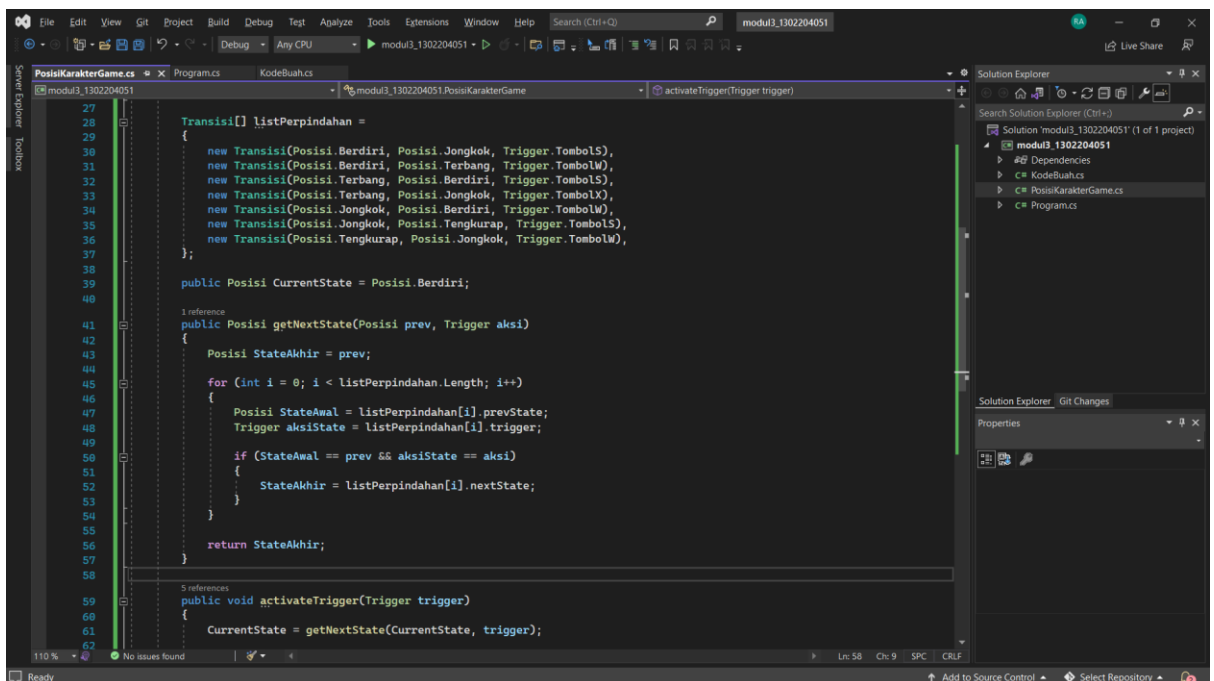 File Edit View Git Project Build Debug Test Analyze Tools Extensions Window Help Search (Ctrl+Q) modul3_1302204051 RA
Debug Any CPU modul3_1302204051 Live Share
Server Explorer
Toolbox
PosisiKarakterGame.cs Program.cs KodeBuah.cs
modul3_1302204051 modul3_1302204051.PosisiKarakterGame activateTrigger(Trigger trigger)
27
28 Transisi[] listPerpindahan =
29 {
30 new Transisi(Posisi.Berdiri, Posisi.Jongkok, Trigger.TombolS),
31 new Transisi(Posisi.Berdiri, Posisi.Terbang, Trigger.TombolW),
32 new Transisi(Posisi.Terbang, Posisi.Berdiri, Trigger.TombolS),
33 new Transisi(Posisi.Terbang, Posisi.Jongkok, Trigger.TombolX),
34 new Transisi(Posisi.Jongkok, Posisi.Berdiri, Trigger.TombolW),
35 new Transisi(Posisi.Jongkok, Posisi.Tengkurap, Trigger.TombolS),
36 new Transisi(Posisi.Tengkurap, Posisi.Jongkok, Trigger.TombolW),
37 };
38
39 public Posisi CurrentState = Posisi.Berdiri;
40
1 reference
41 public Posisi getNextState(Posisi prev, Trigger aksi)
42 {
43 Posisi StateAkhir = prev;
44
45 for (int i = 0; i < listPerpindahan.Length; i++)
46 {
47 Posisi StateAwal = listPerpindahan[i].prevState;
48 Trigger aksiState = listPerpindahan[i].trigger;
49
50 if (StateAwal == prev && aksiState == aksi)
51 {
52 StateAkhir = listPerpindahan[i].nextState;
53 }
54 }
55
56 return StateAkhir;
57 }
58
5 references
59 public void activateTrigger(Trigger trigger)
60 {
61 CurrentState = getNextState(CurrentState, trigger);
62
110 % No issues found Ln: 58 Ch: 9 SPC CRLF
Solution Explorer
Search Solution Explorer (Ctrl+;)
Solution 'modul3_1302204051' (1 of 1 project)
modul3_1302204051
Dependencies
C# KodeBuah.cs
C# PosisiKarakterGame.cs
C# Program.cs
Solution Explorer Git Changes
Properties
Ready Add to Source Control Select Repository